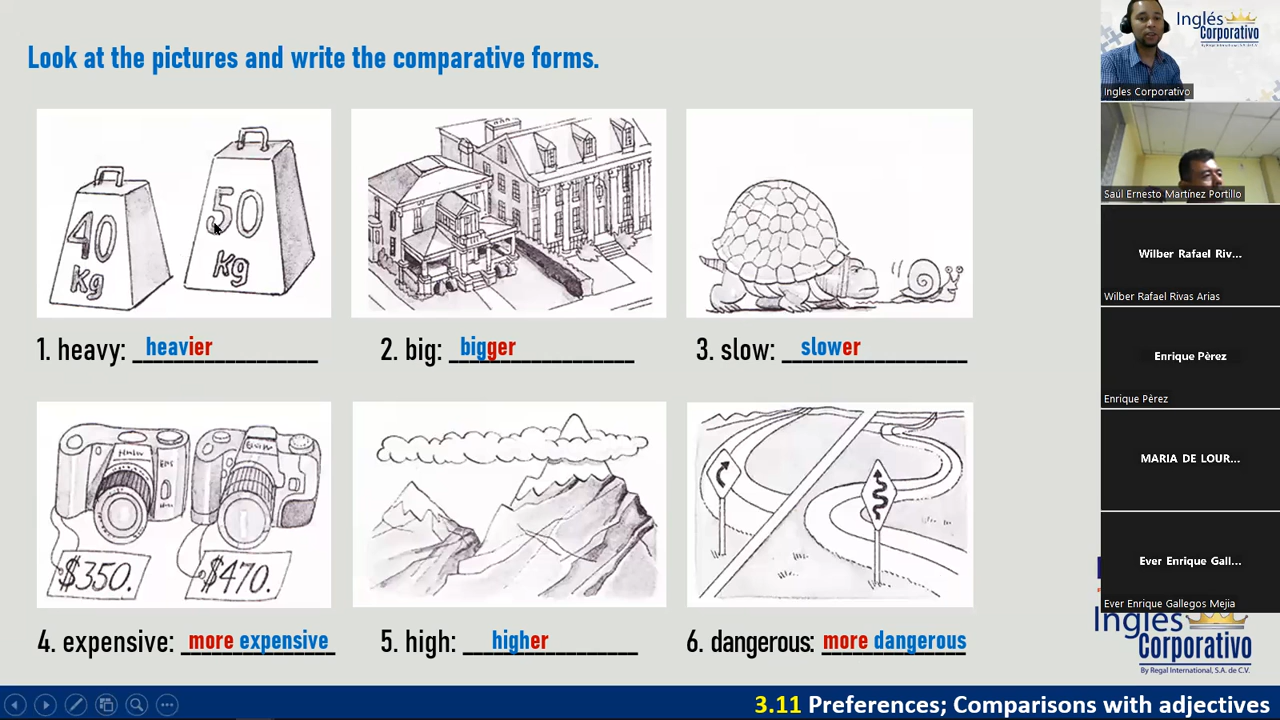 Look at the pictures and write the comparative forms.
40
kg
50
kg
1. heavy: heavier
2. big: bigger
3. slow: slower
$350.
$470.
4. expensive: more expensive
5. high: higher
6. dangerous: more dangerous
3.11 Preferences; Comparisons with adjectives
Inglés
Corporativo
Ingles Corporativo
Saúl Ernesto Martínez Portillo
Wilber Rafael Riv...
Wilber Rafael Rivas Arias
Enrique Pèrez
Enrique Pèrez
MARIA DE LOUR...
Ever Enrique Gall...
Ever Enrique Gallegos Mejia
Inglés
Corporativo
By Regal International, S.A. de C.V.